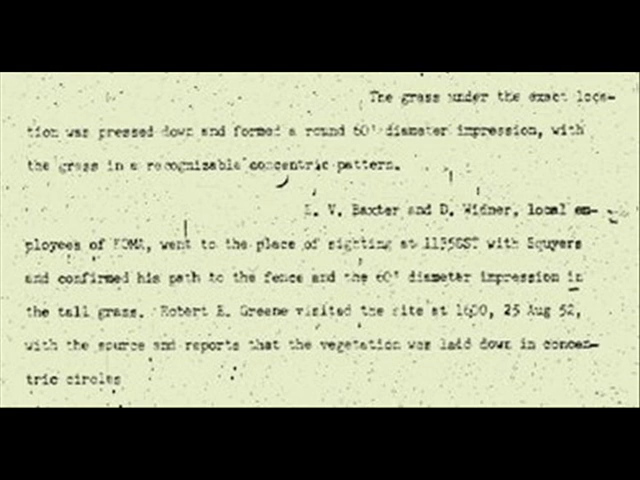 The grass under the exact loca-
tion was pressed down and formed a round 60' diameter impression, with
the grass in a recognizable concentric pattern.
V. Baxter and D. Widner, local em-
ployees of KOMA, went to the place of sighting at with Squyers
and confirmed his path to the fence and the 60' diameter impression in
the tall grass. Robert E. Greene visited the site at 1600, 25 Aug 52,
with the source and reports that the vegetation was laid down in concen-
tric circles